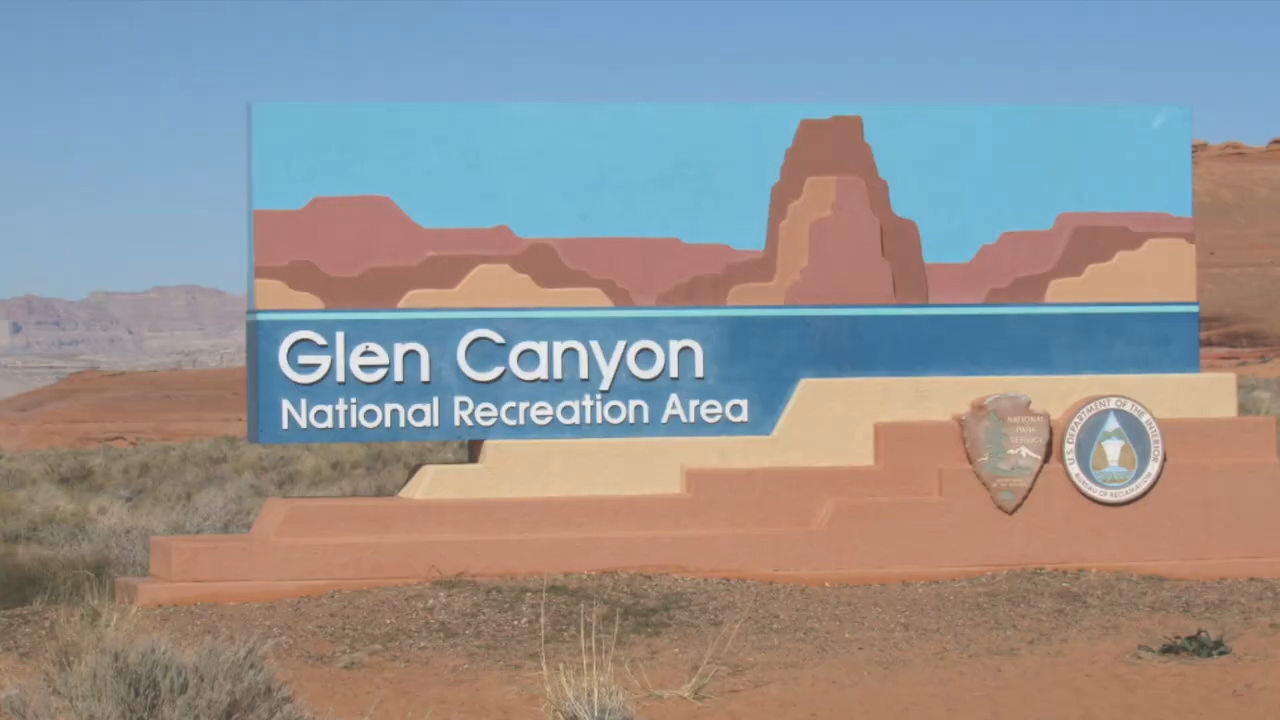 Glen Canyon
National Recreation Area
NATIONAL
PARK
SERVICE
U.S. DEPARTMENT OF THE INTERIOR
BUREAU OF RECLAMATION